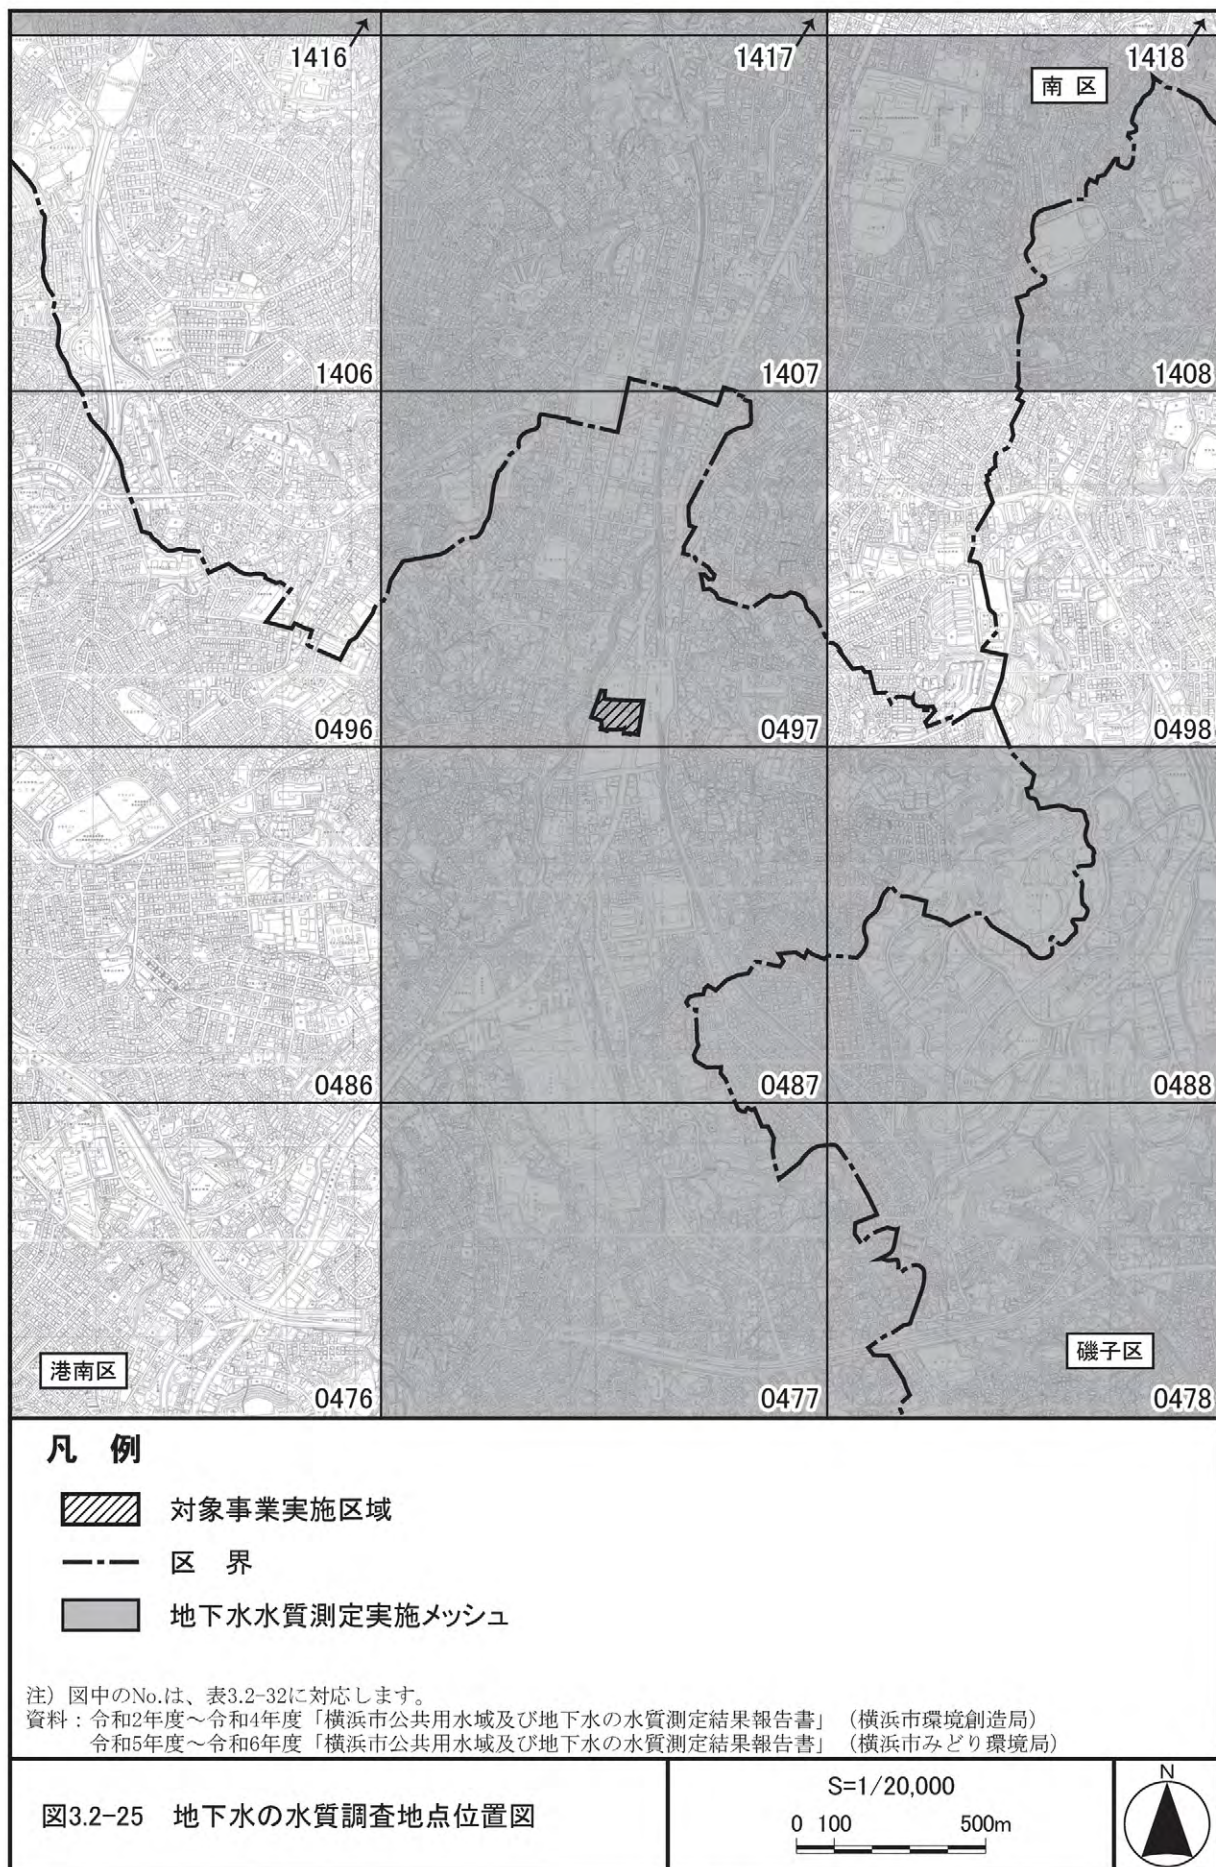 1416
1417
1418
南 区
1406
1407
1408
0496
0497
0498
0486
0487
0488
港南区
磯子区
0476
0477
0478
凡 例
対象事業実施区域
区 界
地下水水質測定実施メッシュ
注）図中のNo.は、表3.2-32に対応します。
資料：令和2年度～令和4年度「横浜市公共用水域及び地下水の水質測定結果報告書」（横浜市環境創造局）
令和5年度～令和6年度「横浜市公共用水域及び地下水の水質測定結果報告書」（横浜市みどり環境局）
図3.2-25 地下水の水質調査地点位置図
S=1/20,000
0 100 500m
N